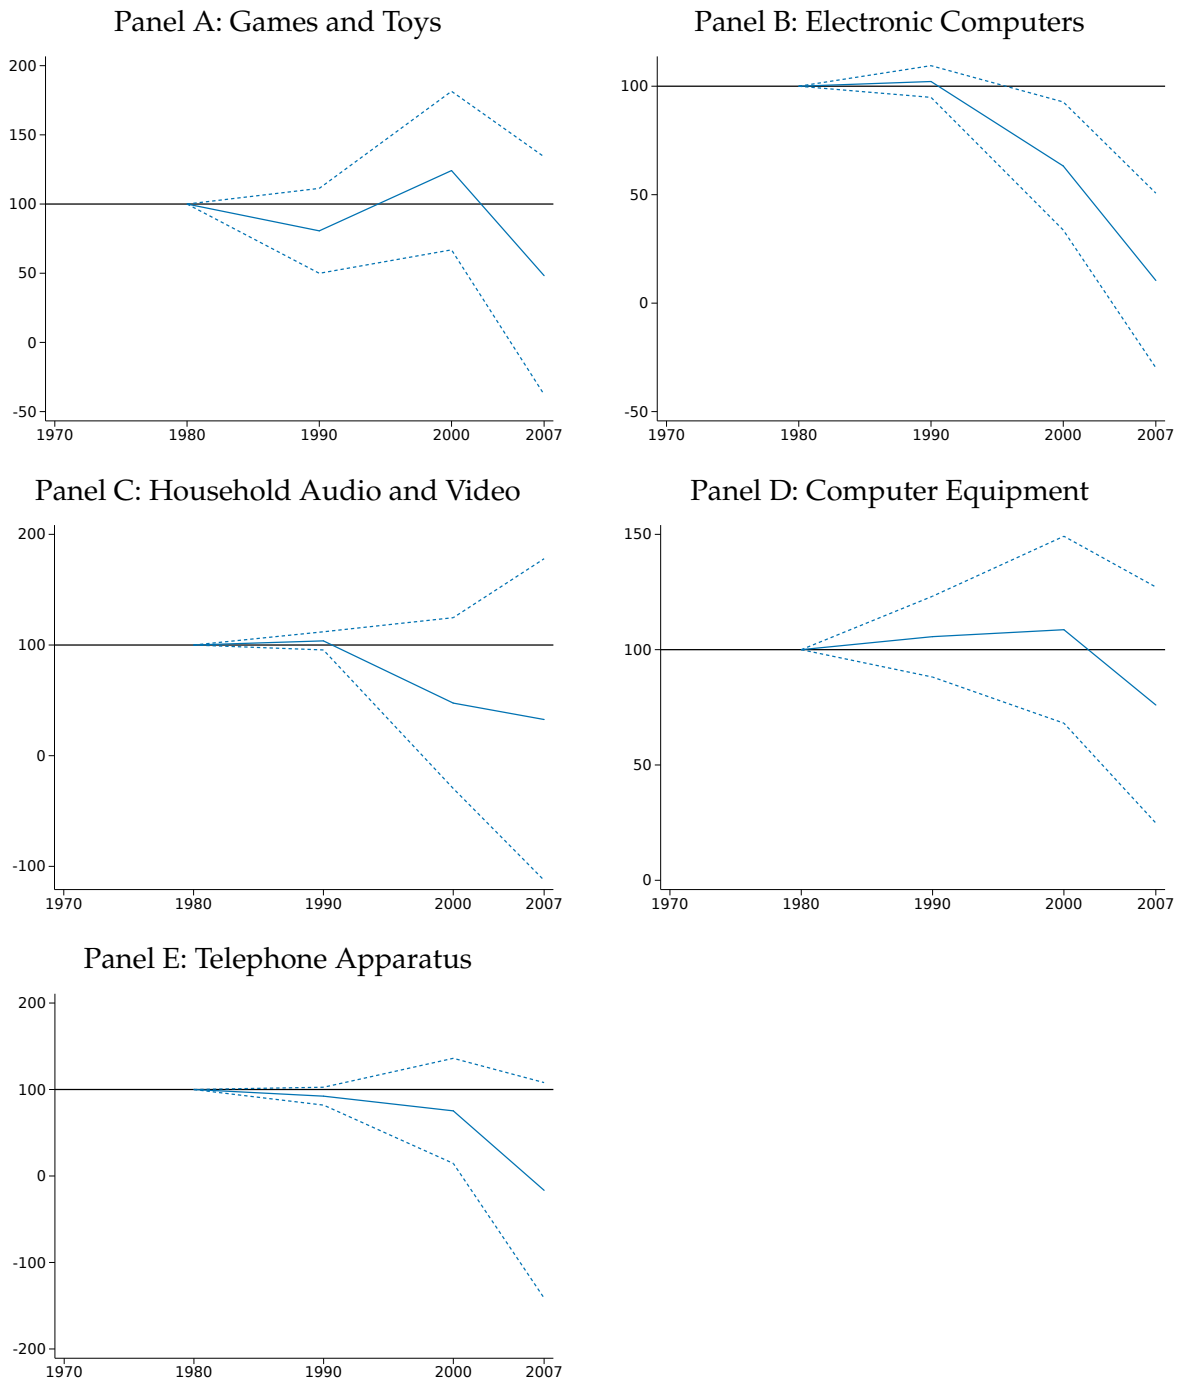 Panel A: Games and Toys
200
150
100
50
0
-50
1970 1980 1990 2000 2007
Panel B: Electronic Computers
100
50
0
-50
1970 1980 1990 2000 2007
Panel C: Household Audio and Video
200
100
0
-100
1970 1980 1990 2000 2007
Panel D: Computer Equipment
150
100
50
0
1970 1980 1990 2000 2007
Panel E: Telephone Apparatus
200
100
0
-100
-200
1970 1980 1990 2000 2007